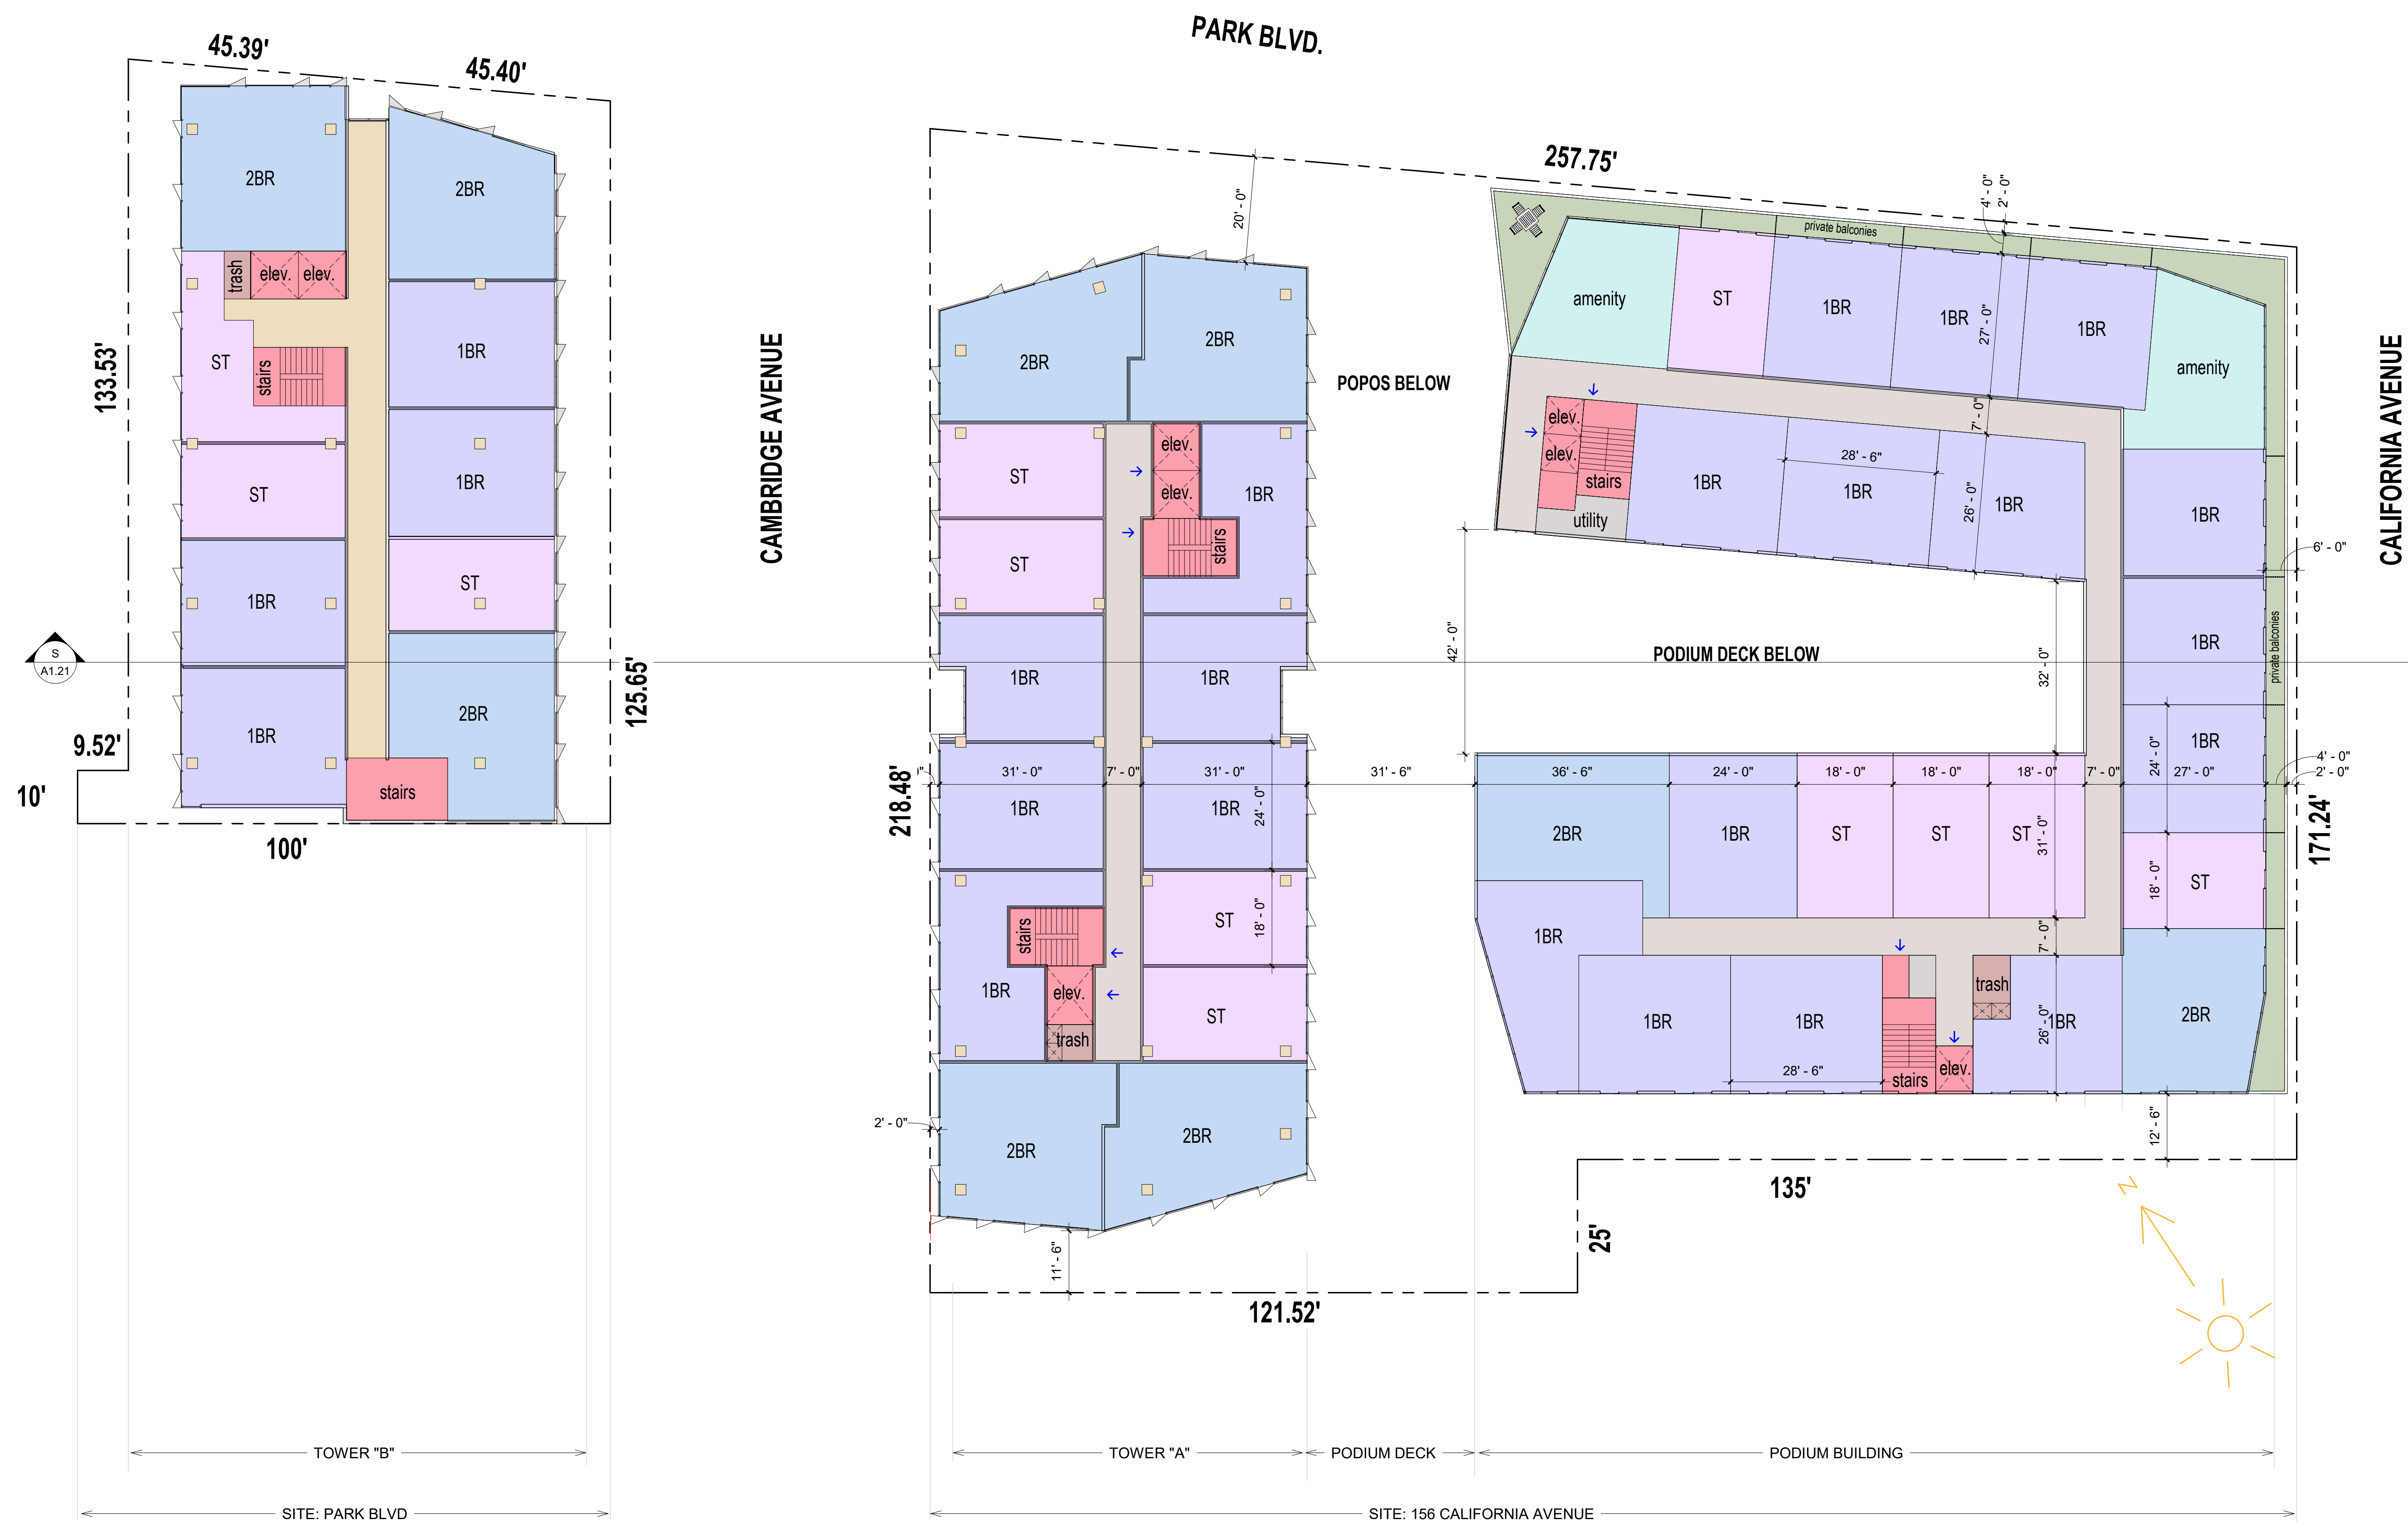 PARK BLVD.
45.39'
45.40'
257.75'
133.53'
125.65'
9.52'
10'
100'
2BR
2BR
trash
elev.
elev.
ST
stairs
1BR
ST
1BR
1BR
ST
1BR
2BR
stairs
S
A1.21
CAMBRIDGE AVENUE
218.48'
20' - 0"
2BR
2BR
ST
elev.
elev.
1BR
ST
stairs
1BR
1BR
31' - 0"
7' - 0"
31' - 0"
31' - 6"
1BR
1BR
24' - 0"
stairs
ST
18' - 0"
1BR
elev.
trash
ST
2BR
2BR
2' - 0"
11' - 6"
121.52'
25'
135'
POPOS BELOW
4' - 0"
2' - 0"
private balconies
amenity
ST
1BR
1BR
1BR
27' - 0"
amenity
elev.
elev.
stairs
utility
7' - 0"
1BR
28' - 6"
1BR
1BR
26' - 0"
1BR
6' - 0"
42' - 0"
PODIUM DECK BELOW
32' - 0"
1BR
private balconies
1BR
24' - 0"
4' - 0"
2' - 0"
36' - 6"
24' - 0"
18' - 0"
18' - 0"
18' - 0"
7' - 0"
27' - 0"
2BR
1BR
ST
ST
ST
31' - 0"
18' - 0"
ST
171.24'
1BR
7' - 0"
1BR
1BR
28' - 6"
stairs
elev.
trash
1BR
26' - 0"
2BR
12' - 6"
CALIFORNIA AVENUE
N
TOWER "B"
TOWER "A"
PODIUM DECK
PODIUM BUILDING
SITE: PARK BLVD
SITE: 156 CALIFORNIA AVENUE